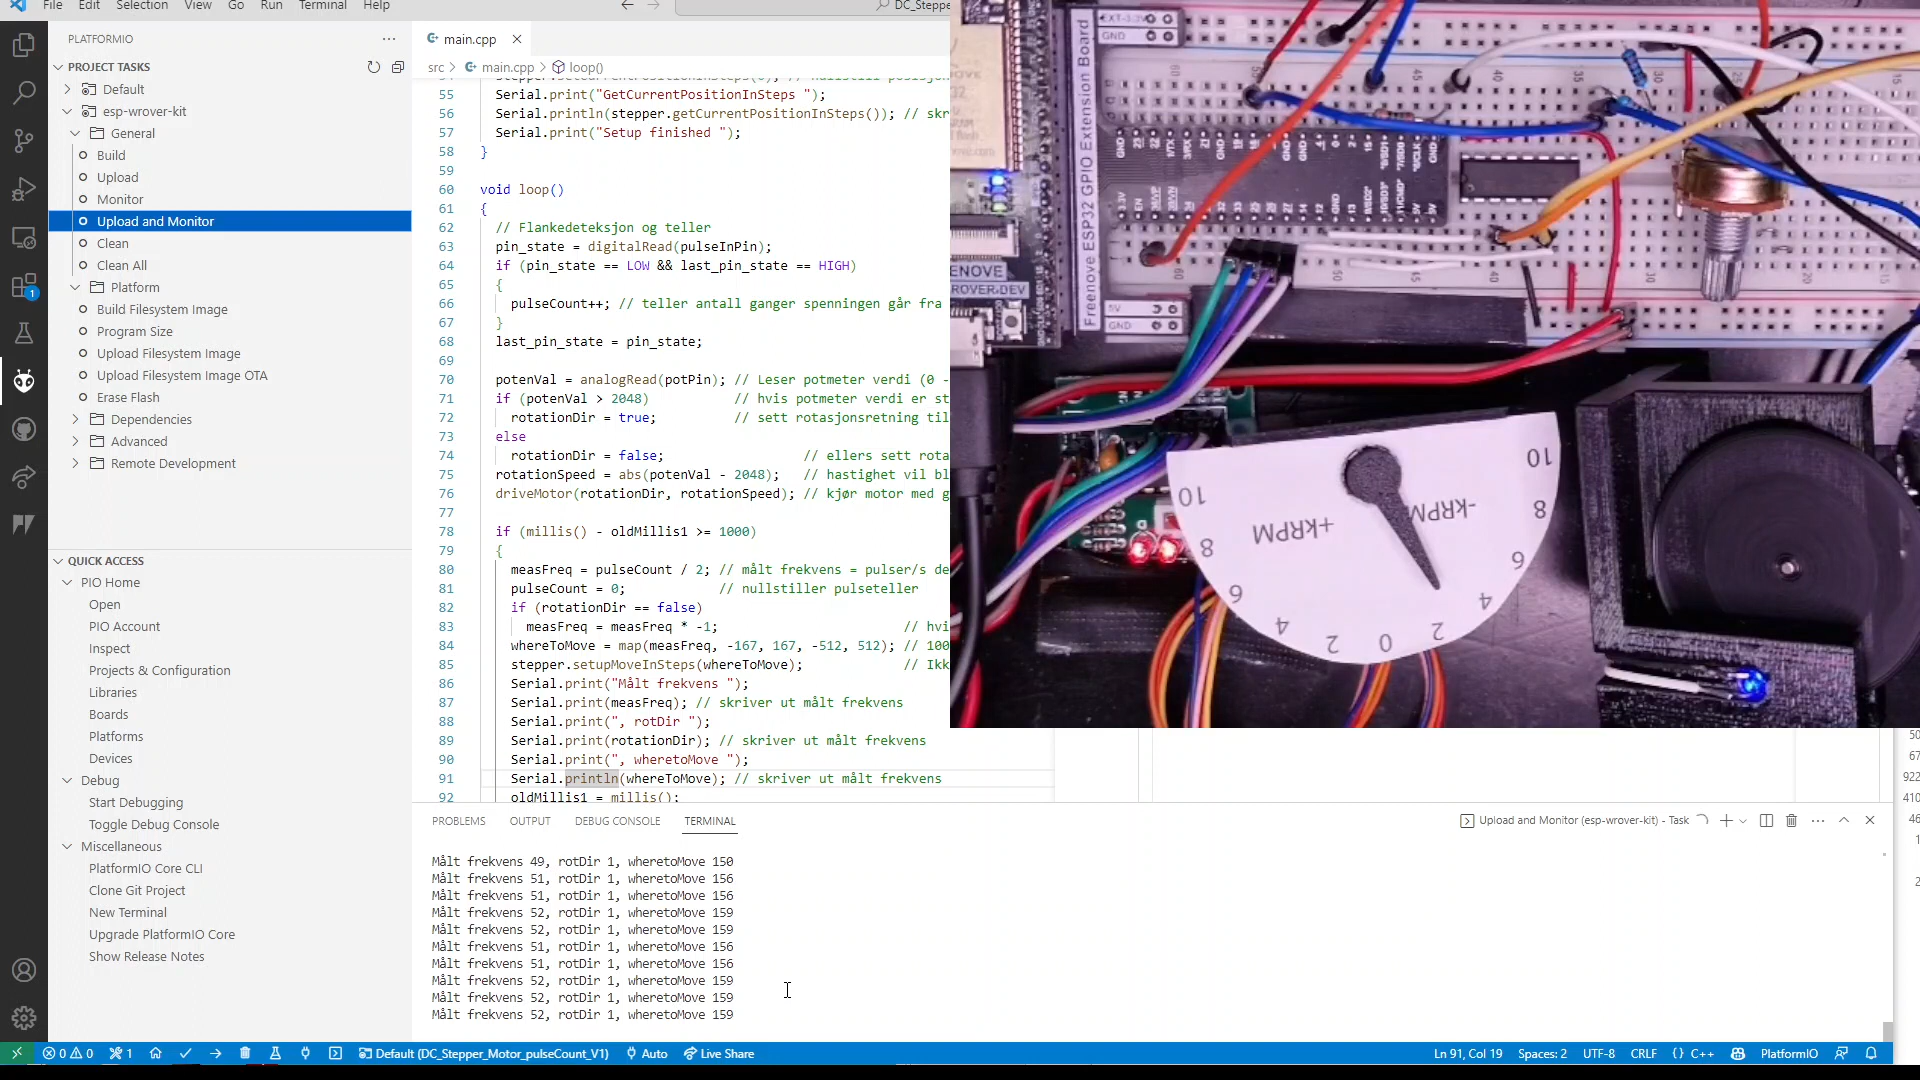 File Edit Selection View Go Run Terminal Help
DC_Steppe
PLATFORMIO
PROJECT TASKS
Default
esp-wrover-kit
General
Build
Upload
Monitor
Upload and Monitor
Clean
Clean All
Platform
Build Filesystem Image
Program Size
Upload Filesystem Image
Upload Filesystem Image OTA
Erase Flash
Dependencies
Advanced
Remote Development
QUICK ACCESS
PIO Home
Open
PIO Account
Inspect
Projects & Configuration
Libraries
Boards
Platforms
Devices
Debug
Start Debugging
Toggle Debug Console
Miscellaneous
PlatformIO Core CLI
Clone Git Project
New Terminal
Upgrade PlatformIO Core
Show Release Notes
main.cpp
src > main.cpp > loop()
55 Serial.print("GetCurrentPositionInSteps ");
56 Serial.println(stepper.getCurrentPositionInSteps()); // skr
57 Serial.print("Setup finished ");
58 }
59
60 void loop()
61 {
62 // Flankedeteksjon og teller
63 pin_state = digitalRead(pulseInPin);
64 if (pin_state == LOW && last_pin_state == HIGH)
65 {
66 pulseCount++; // teller antall ganger spenningen går fra
67 }
68 last_pin_state = pin_state;
69
70 potenVal = analogRead(potPin); // Leser potmeter verdi (0 -
71 if (potenVal > 2048) // hvis potmeter verdi er st
72 rotationDir = true; // sett rotasjonsretning til
73 else
74 rotationDir = false; // ellers sett rota
75 rotationSpeed = abs(potenVal - 2048); // hastighet vil bl
76 driveMotor(rotationDir, rotationSpeed); // kjør motor med g
77
78 if (millis() - oldMillis1 >= 1000)
79 {
80 measFreq = pulseCount / 2; // målt frekvens = pulser/s de
81 pulseCount = 0; // nullstiller pulseteller
82 if (rotationDir == false)
83 measFreq = measFreq * -1; // hvi
84 whereToMove = map(measFreq, -167, 167, -512, 512); // 100
85 stepper.setupMoveInSteps(whereToMove); // Ikk
86 Serial.print("Målt frekvens ");
87 Serial.print(measFreq); // skriver ut målt frekvens
88 Serial.print(", rotDir ");
89 Serial.print(rotationDir); // skriver ut målt frekvens
90 Serial.print(", wheretoMove ");
91 Serial.println(whereToMove); // skriver ut målt frekvens
92 oldMillis1 = millis();
PROBLEMS OUTPUT DEBUG CONSOLE TERMINAL
Upload and Monitor (esp-wrover-kit) - Task
Målt frekvens 49, rotDir 1, wheretoMove 150
Målt frekvens 51, rotDir 1, wheretoMove 156
Målt frekvens 51, rotDir 1, wheretoMove 156
Målt frekvens 52, rotDir 1, wheretoMove 159
Målt frekvens 52, rotDir 1, wheretoMove 159
Målt frekvens 51, rotDir 1, wheretoMove 156
Målt frekvens 51, rotDir 1, wheretoMove 156
Målt frekvens 52, rotDir 1, wheretoMove 159
Målt frekvens 52, rotDir 1, wheretoMove 159
Målt frekvens 52, rotDir 1, wheretoMove 159
0 0 1 Default (DC_Stepper_Motor_pulseCount_V1) Auto Live Share
Ln 91, Col 19 Spaces: 2 UTF-8 CRLF {} C++ PlatformIO
Freenove ESP32 GPIO Extension Board
EXT-3.3V
GND
5V
GND
ENOVE
ROVER-DEV
+kRPM
-kRPM
10 8 6 4 2 0 2 4 6 8 10